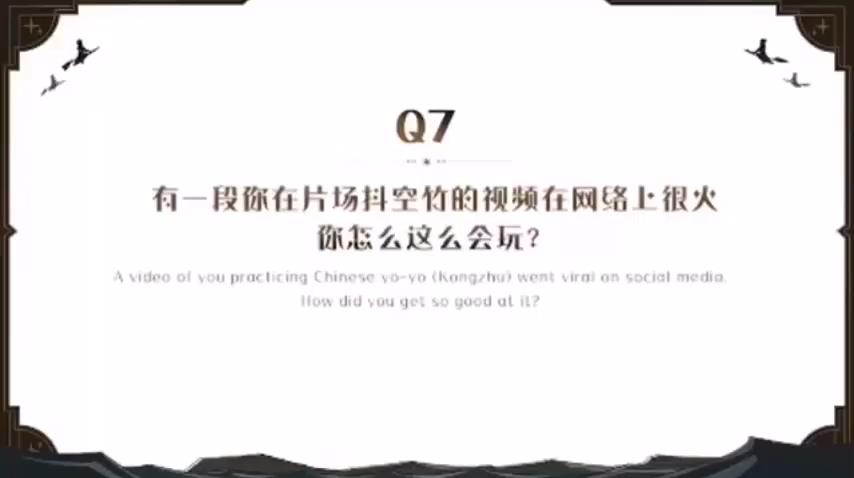 Q7
有一段你在片场抖空竹的视频在网络上很火
你怎么这么会玩？
A video of you practicing Chinese yo-yo (Kongzhu) went viral on social media.
How did you get so good at it?